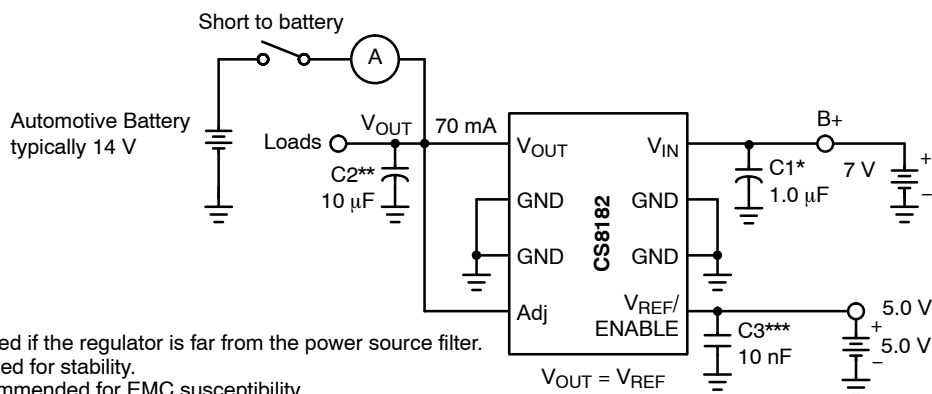 Short to battery
A
Automotive Battery
typically 14 V
Loads
VOUT
70 mA
C2**
10 μF
VOUT
GND
GND
Adj
CS8182
VIN
GND
GND
VREF/
ENABLE
C1*
1.0 μF
B+
7 V
+
–
C3***
10 nF
5.0 V
+
5.0 V
–
VOUT = VREF
ed if the regulator is far from the power source filter.
ed for stability.